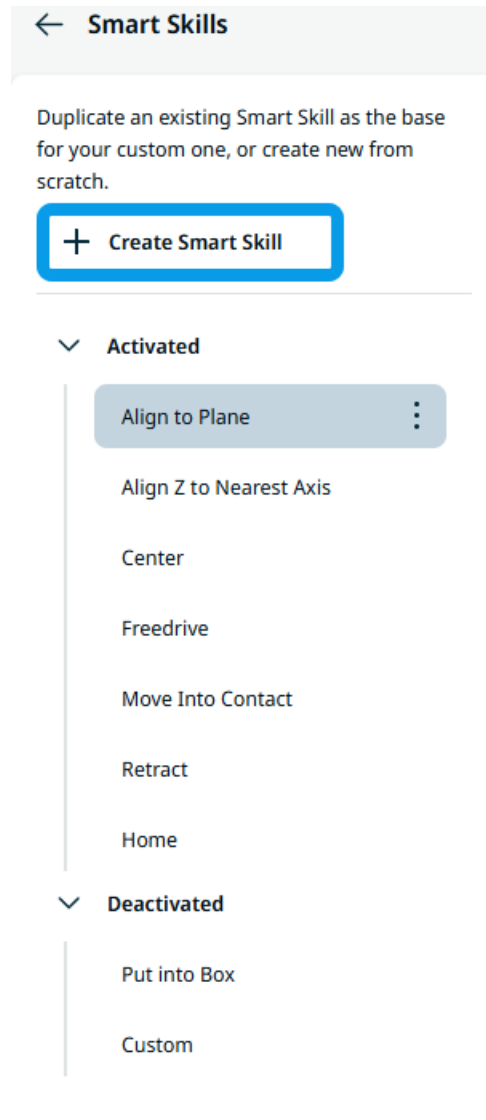 Smart Skills
Duplicate an existing Smart Skill as the base
for your custom one, or create new from
scratch.
Create Smart Skill
Activated
Align to Plane
Align Z to Nearest Axis
Center
Freedrive
Move Into Contact
Retract
Home
Deactivated
Put into Box
Custom